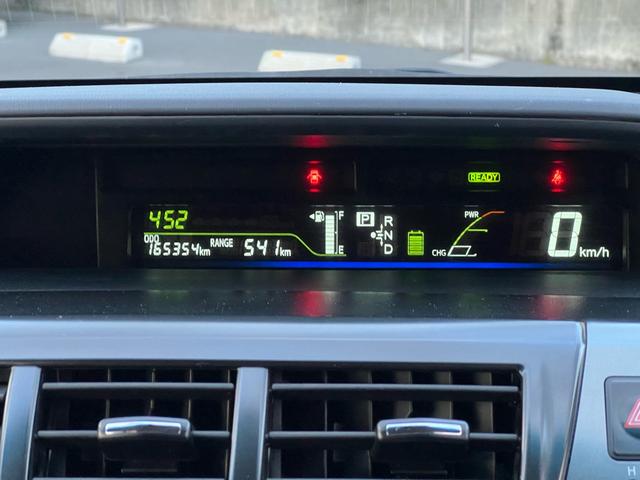 READY
452
ODO 165354km RANGE 541km
F
E
P
R
N
D
PWR
CHG
0 km/h
H